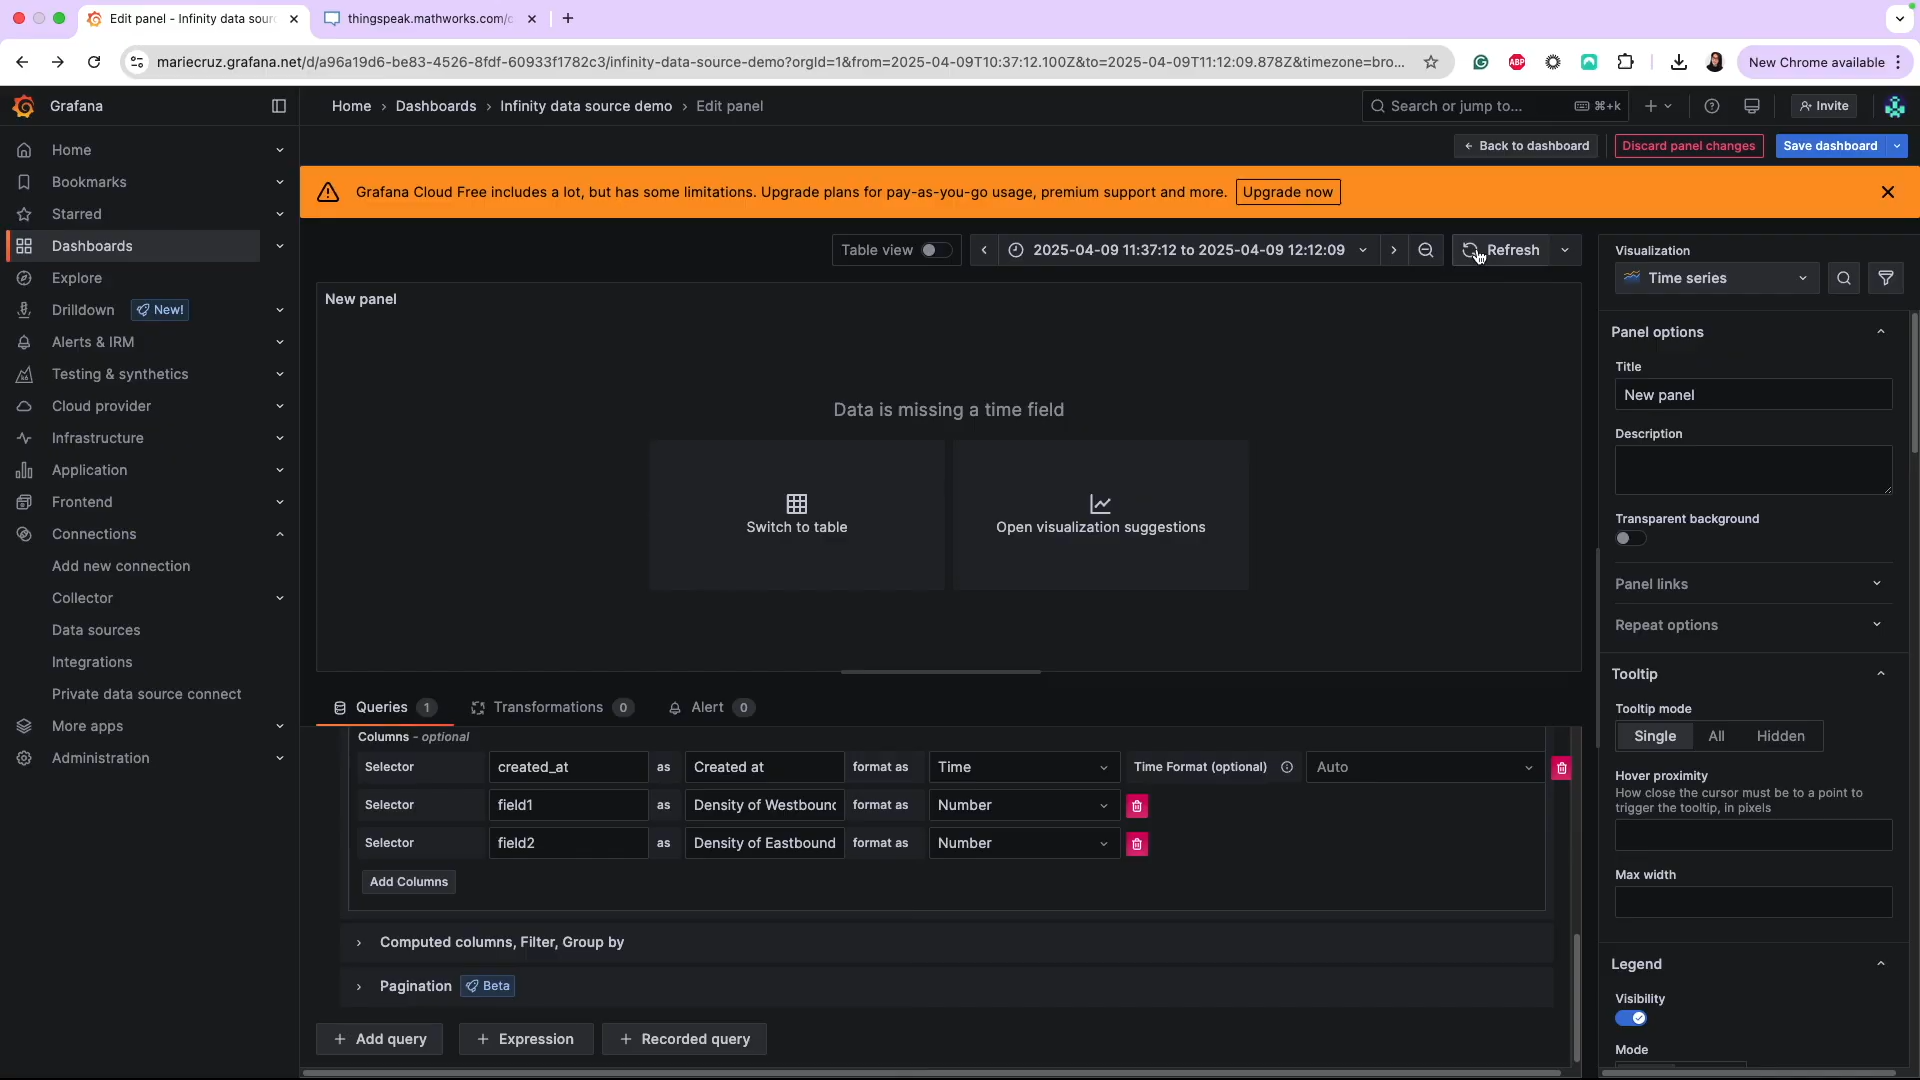 Edit panel - Infinity data sour
thingspeak.mathworks.com/c
mariecruz.grafana.net/d/a96a19d6-be83-4526-8fdf-60933f1782c3/infinity-data-source-demo?orgId=1&from=2025-04-09T10:37:12.100Z&to=2025-04-09T11:12:09.878Z&timezone=bro...
ABP
New Chrome available
Grafana
Home › Dashboards › Infinity data source demo › Edit panel
Search or jump to...
⌘+k
Invite
Back to dashboard
Discard panel changes
Save dashboard
Grafana Cloud Free includes a lot, but has some limitations. Upgrade plans for pay-as-you-go usage, premium support and more.
Upgrade now
Home
Bookmarks
Starred
Dashboards
Explore
Drilldown
New!
Alerts & IRM
Testing & synthetics
Cloud provider
Infrastructure
Application
Frontend
Connections
Add new connection
Collector
Data sources
Integrations
Private data source connect
More apps
Administration
Table view
2025-04-09 11:37:12 to 2025-04-09 12:12:09
Refresh
New panel
Data is missing a time field
Switch to table
Open visualization suggestions
Queries 1
Transformations 0
Alert 0
Columns - optional
Selector created_at as Created at format as Time Time Format (optional) Auto
Selector field1 as Density of Westbound format as Number
Selector field2 as Density of Eastbound format as Number
Add Columns
Computed columns, Filter, Group by
Pagination Beta
+ Add query
+ Expression
+ Recorded query
Visualization
Time series
Panel options
Title
New panel
Description
Transparent background
Panel links
Repeat options
Tooltip
Tooltip mode
Single All Hidden
Hover proximity
How close the cursor must be to a point to
trigger the tooltip, in pixels
Max width
Legend
Visibility
Mode